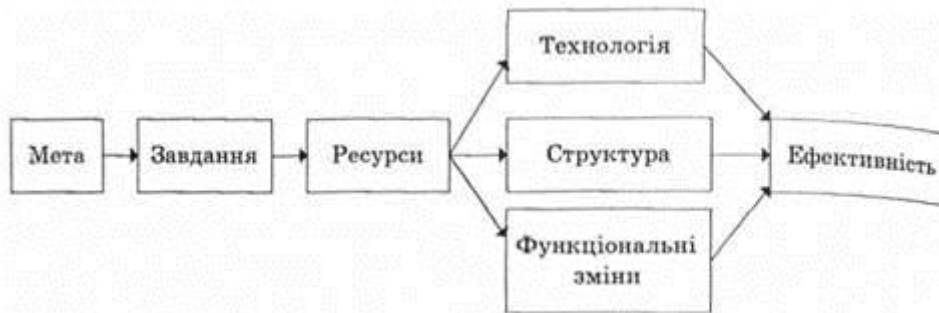 Технологія
Мета
Завдання
Ресурси
Структура
Ефективність
Функціональні
зміни